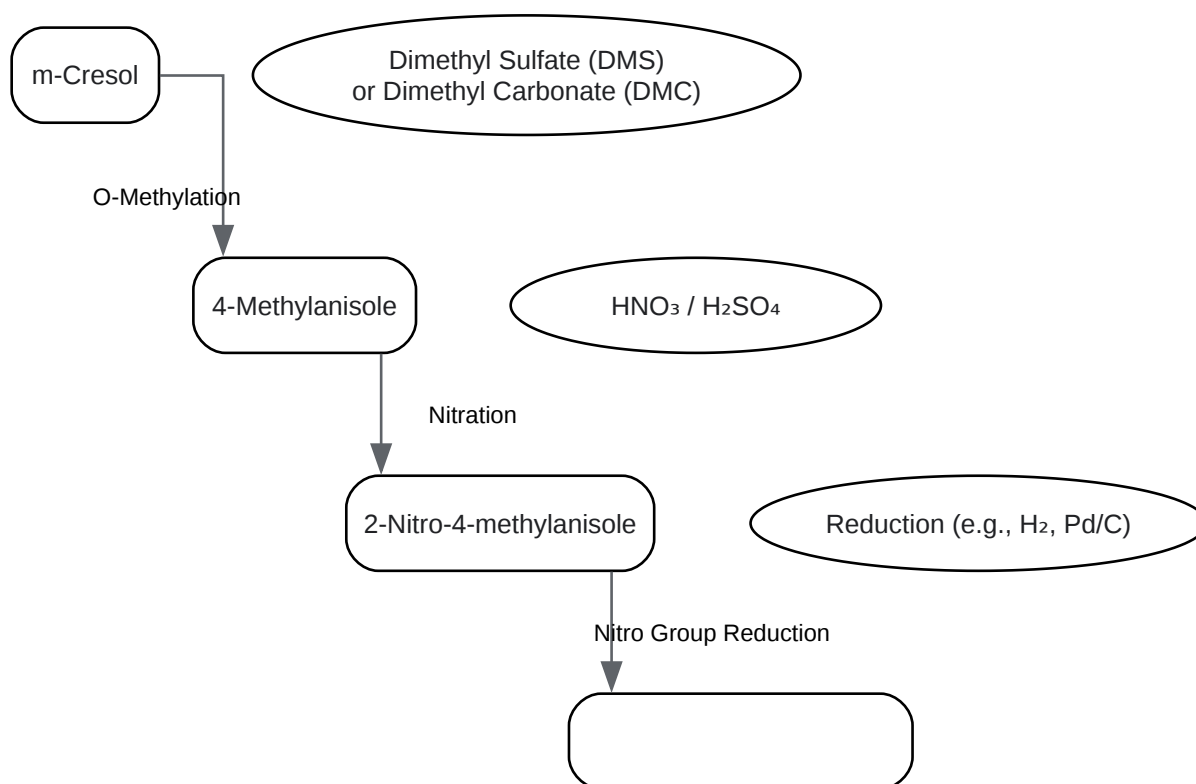 m-Cresol
Dimethyl Sulfate (DMS)
or Dimethyl Carbonate (DMC)
O-Methylation
4-Methylanisole
HNO₃ / H₂SO₄
Nitration
2-Nitro-4-methylanisole
Reduction (e.g., H₂, Pd/C)
Nitro Group Reduction